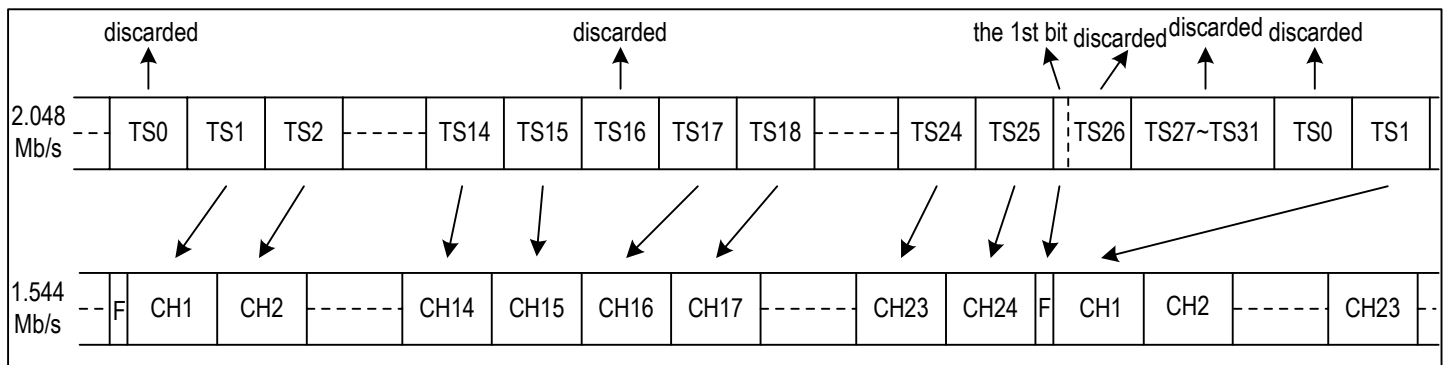 discarded discarded the 1st bit discarded discarded discarded
2.048 Mb/s TS0 TS1 TS2 TS14 TS15 TS16 TS17 TS18 TS24 TS25 TS26 TS27~TS31 TS0 TS1
1.544 Mb/s F CH1 CH2 CH14 CH15 CH16 CH17 CH23 CH24 F CH1 CH2 CH23